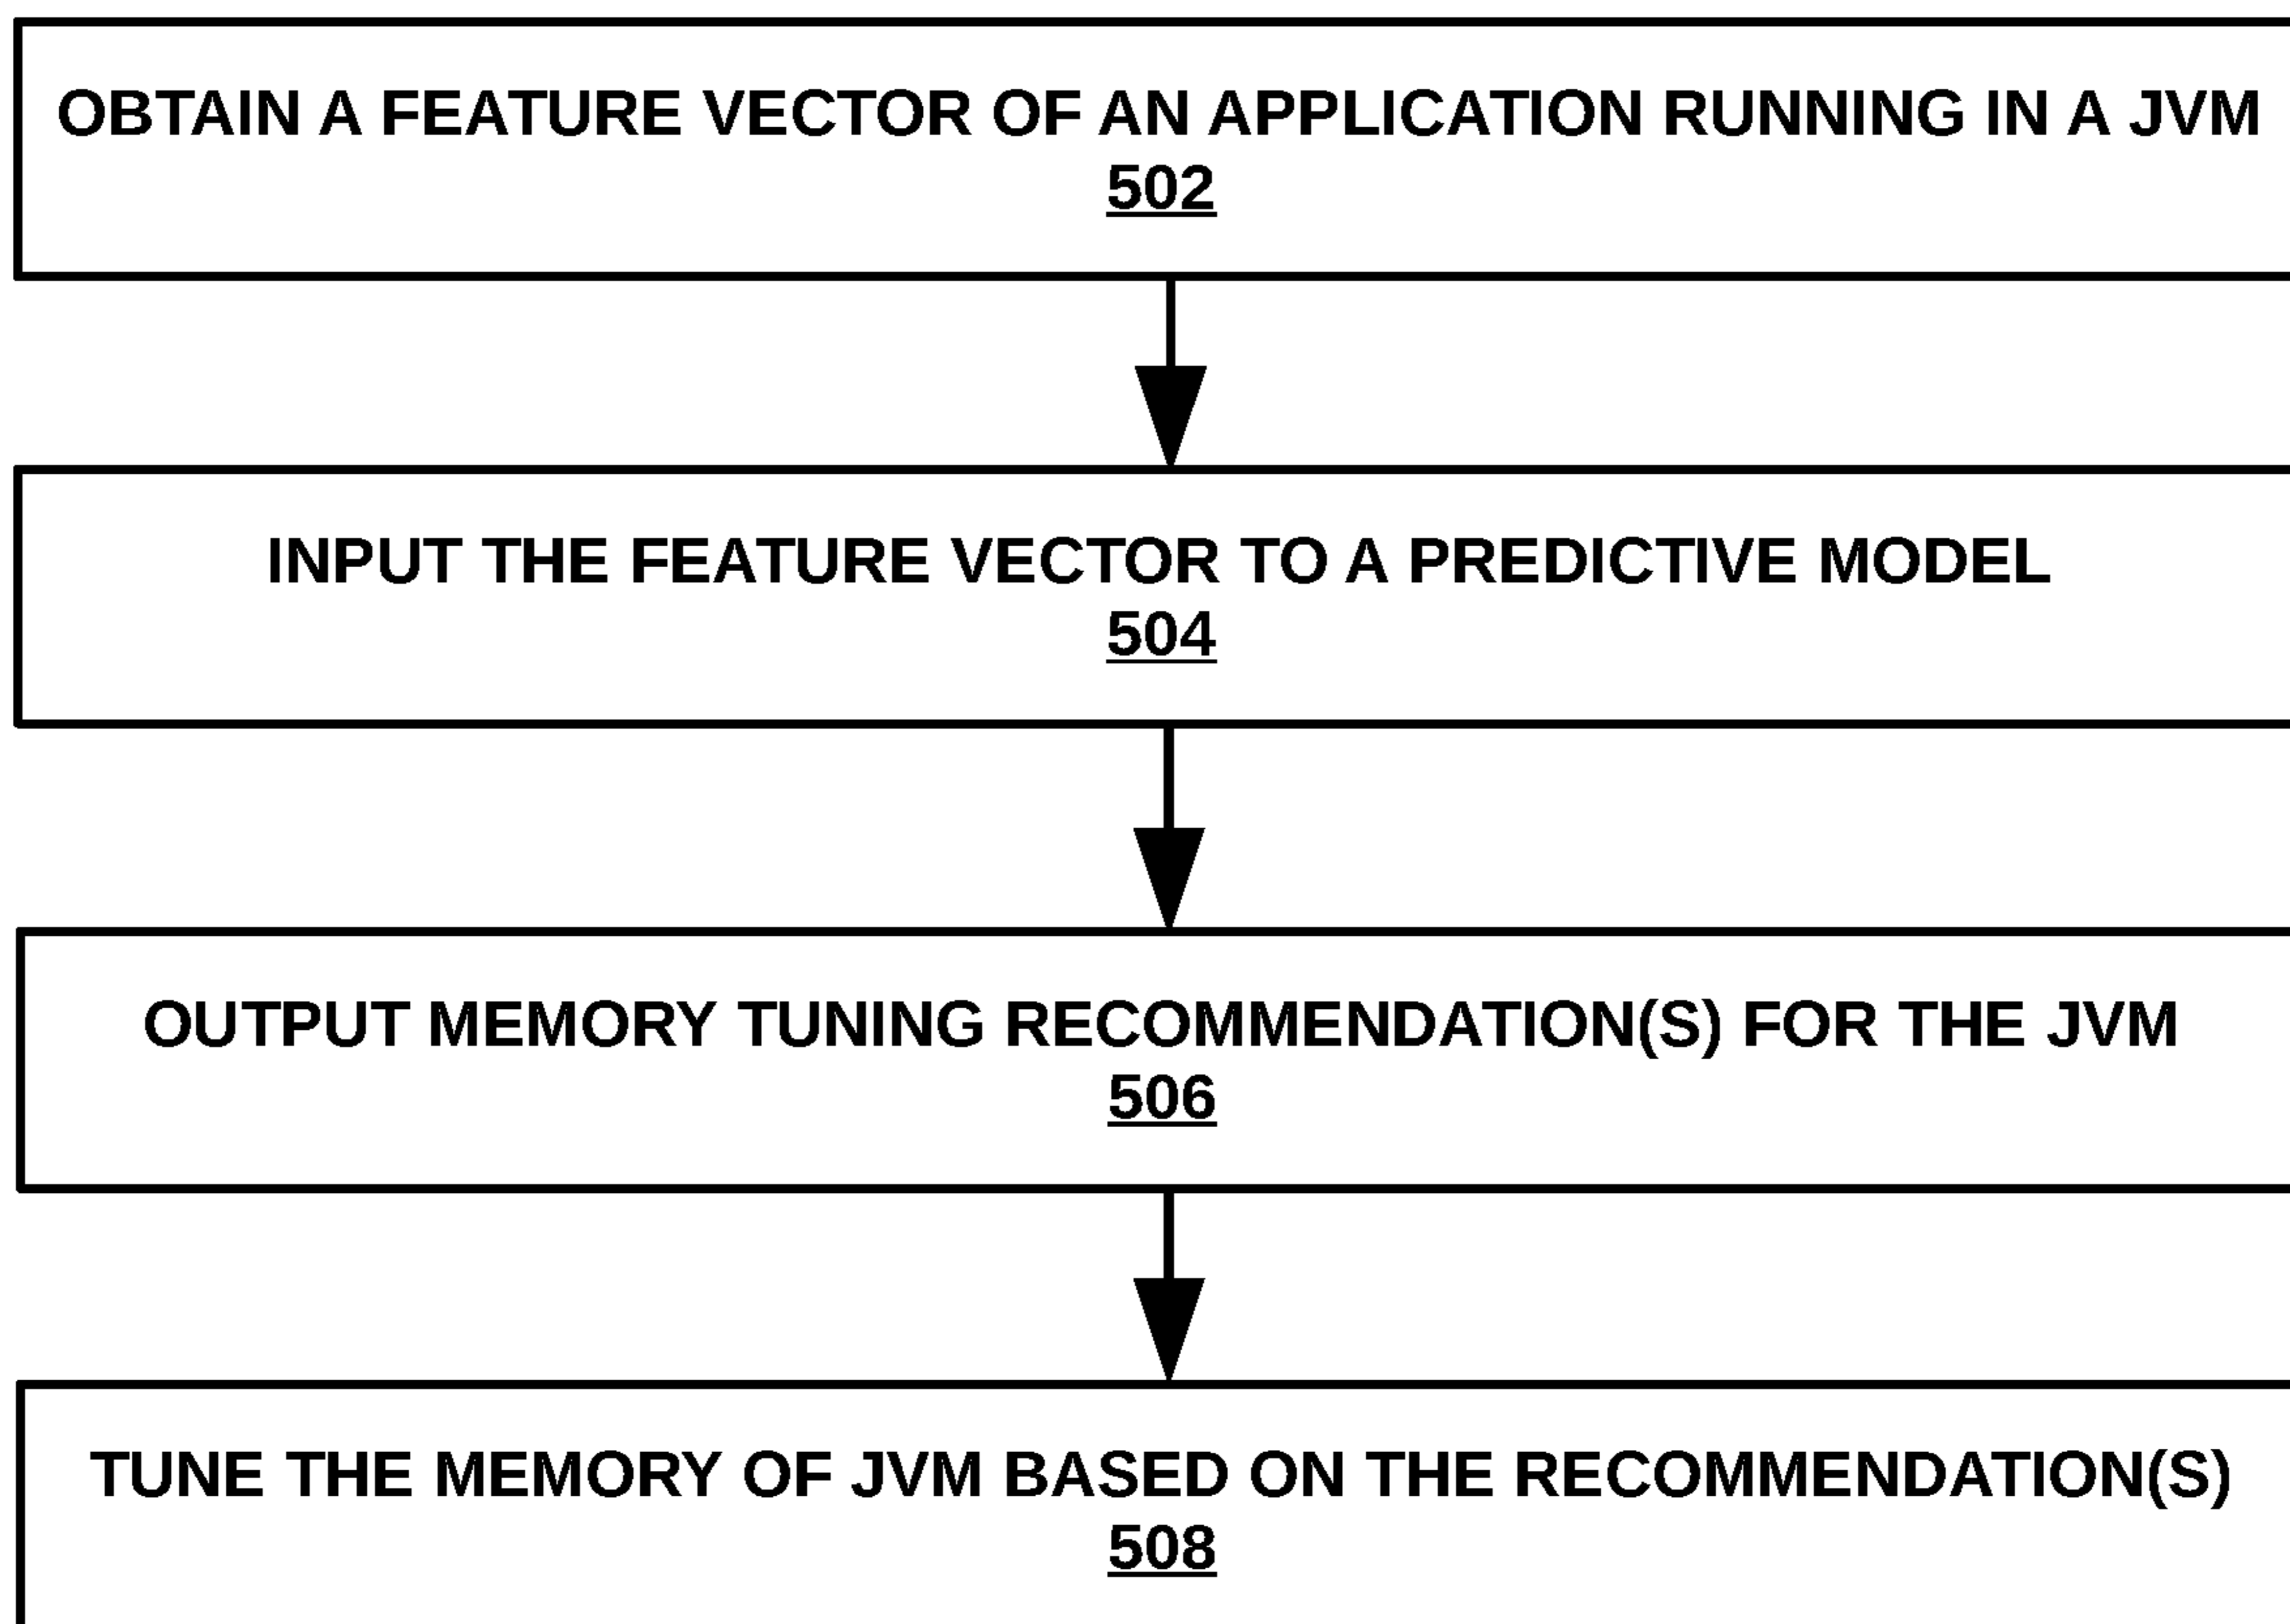 OBTAIN A FEATURE VECTOR OF AN APPLICATION RUNNING IN A JVM
502
INPUT THE FEATURE VECTOR TO A PREDICTIVE MODEL
504
OUTPUT MEMORY TUNING RECOMMENDATION(S) FOR THE JVM
506
TUNE THE MEMORY OF JVM BASED ON THE RECOMMENDATION(S)
508